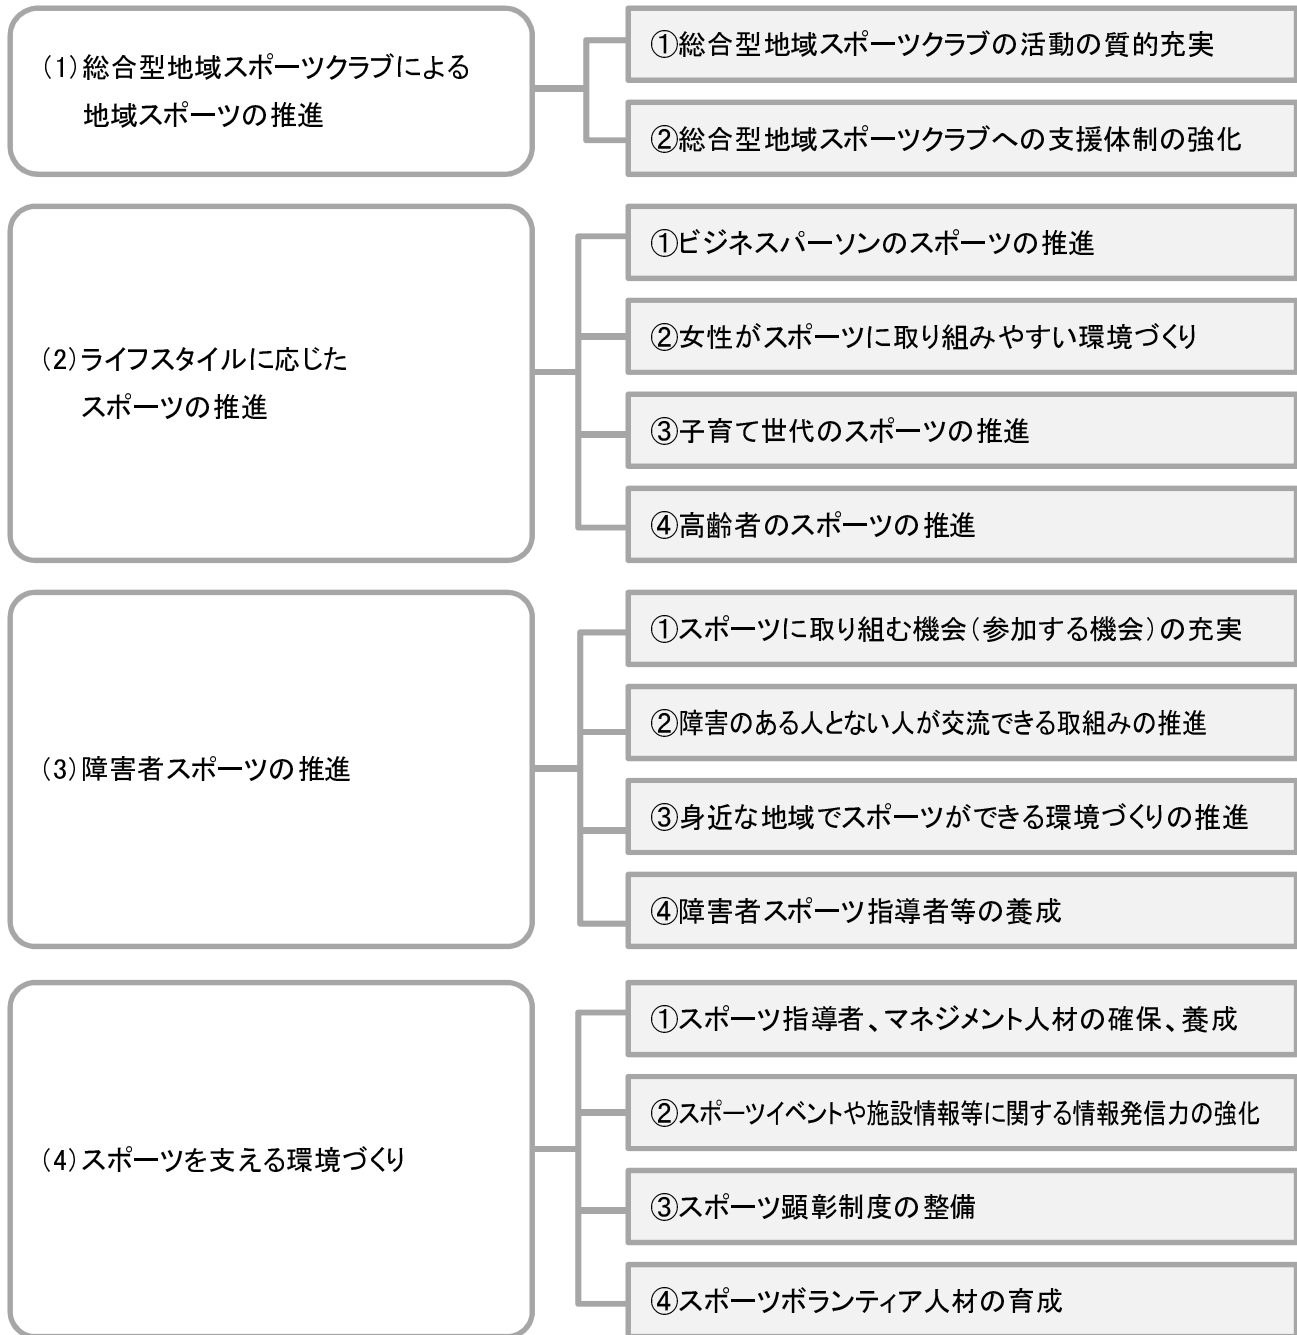 (1)総合型地域スポーツクラブによる
地域スポーツの推進
①総合型地域スポーツクラブの活動の質的充実
②総合型地域スポーツクラブへの支援体制の強化
(2)ライフスタイルに応じた
スポーツの推進
①ビジネスパーソンのスポーツの推進
②女性がスポーツに取り組みやすい環境づくり
③子育て世代のスポーツの推進
④高齢者のスポーツの推進
(3)障害者スポーツの推進
①スポーツに取り組む機会(参加する機会)の充実
②障害のある人とない人が交流できる取組みの推進
③身近な地域でスポーツができる環境づくりの推進
④障害者スポーツ指導者等の養成
(4)スポーツを支える環境づくり
①スポーツ指導者、マネジメント人材の確保、養成
②スポーツイベントや施設情報等に関する情報発信力の強化
③スポーツ顕彰制度の整備
④スポーツボランティア人材の育成